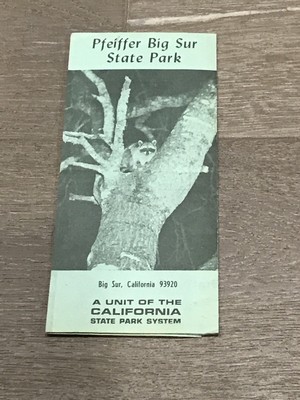 Pfeiffer Big Sur
State Park
Big Sur, California 93920
A UNIT OF THE
CALIFORNIA
STATE PARK SYSTEM